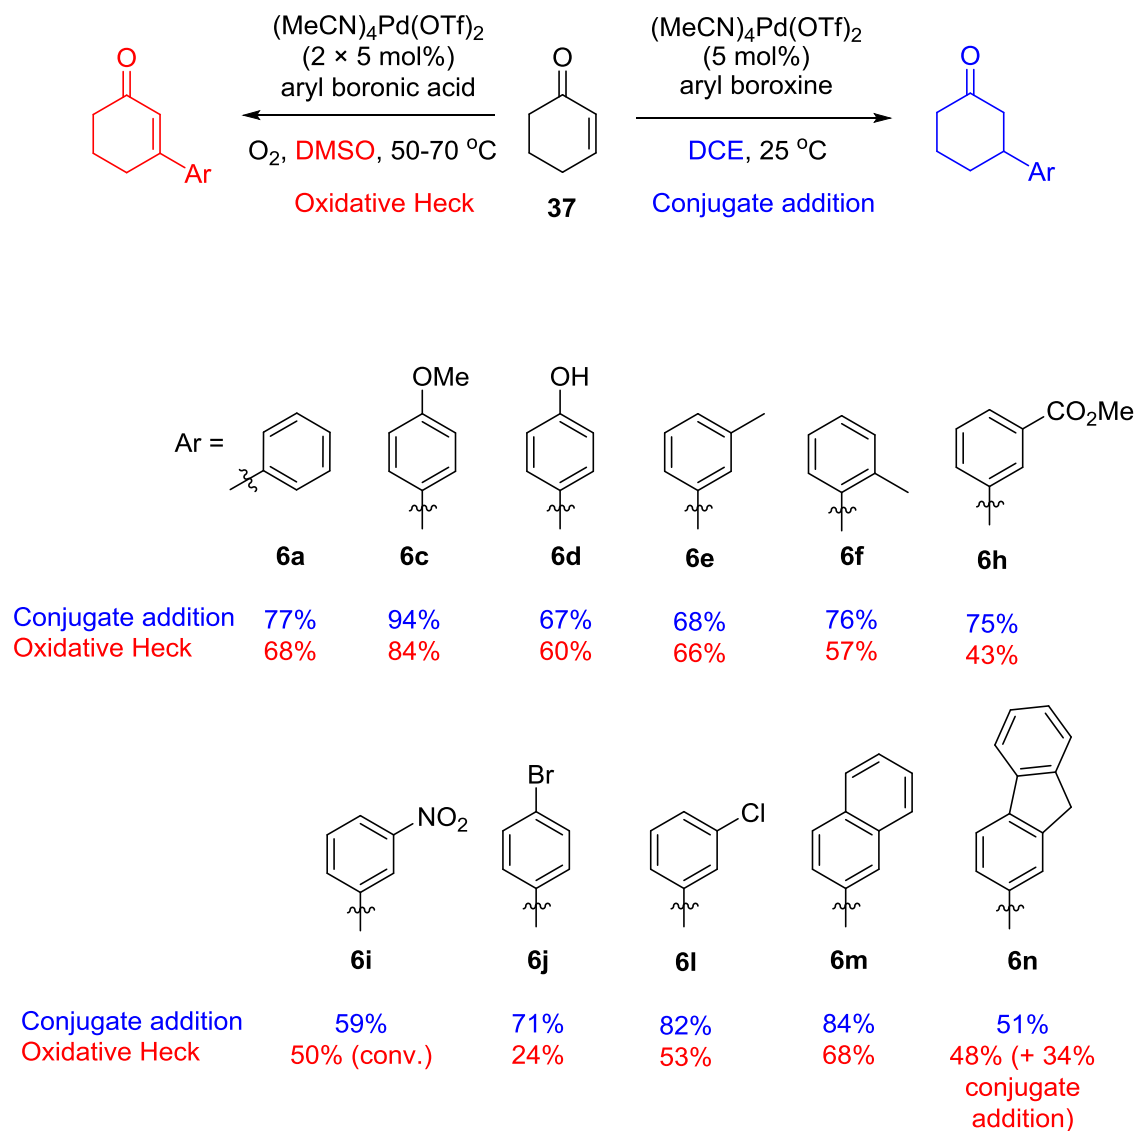 (MeCN)4Pd(OTf)2
(2 × 5 mol%)
aryl boronic acid
O2, DMSO, 50-70 oC
Oxidative Heck
O
Ar
O
37
(MeCN)4Pd(OTf)2
(5 mol%)
aryl boroxine
DCE, 25 oC
Conjugate addition
O
Ar
Ar =
OMe
OH
CO2Me
6a 6c 6d 6e 6f 6h
Conjugate addition 77% 94% 67% 68% 76% 75%
Oxidative Heck 68% 84% 60% 66% 57% 43%
NO2
Br
Cl
6i 6j 6l 6m 6n
Conjugate addition 59% 71% 82% 84% 51%
Oxidative Heck 50% (conv.) 24% 53% 68% 48% (+ 34%
conjugate
addition)